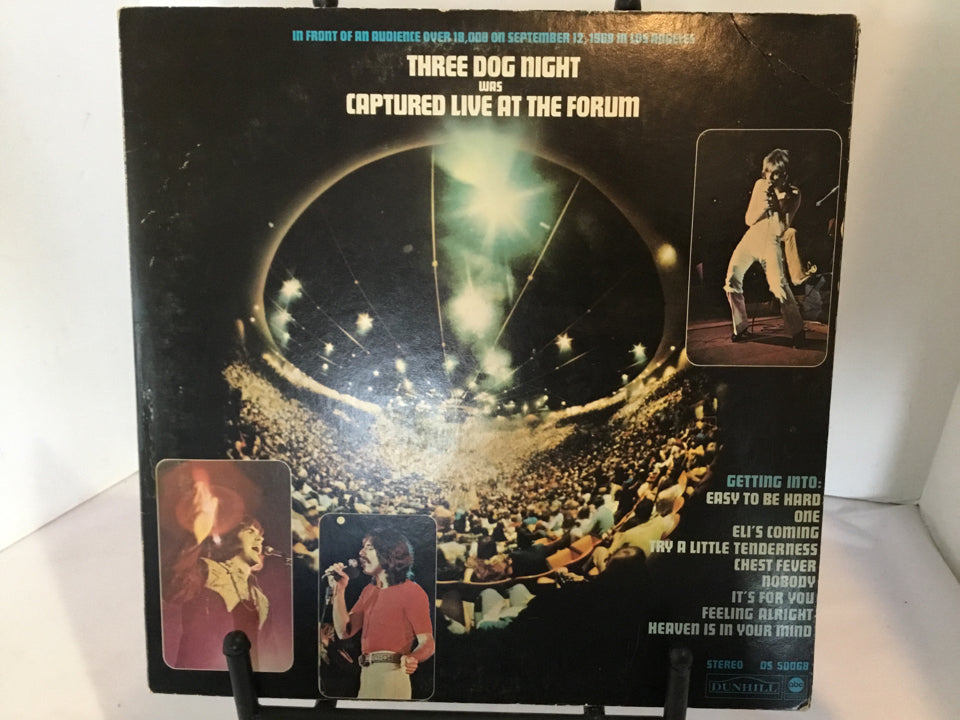 IN FRONT OF AN AUDIENCE OVER 18,000 ON SEPTEMBER 12, 1969 IN LOS ANGELES
THREE DOG NIGHT
WAS
CAPTURED LIVE AT THE FORUM
GETTING INTO:
EASY TO BE HARD
ONE
ELI'S COMING
TRY A LITTLE TENDERNESS
CHEST FEVER
NOBODY
IT'S FOR YOU
FEELING ALRIGHT
HEAVEN IS IN YOUR MIND
STEREO DS 50068
DUNHILL abc